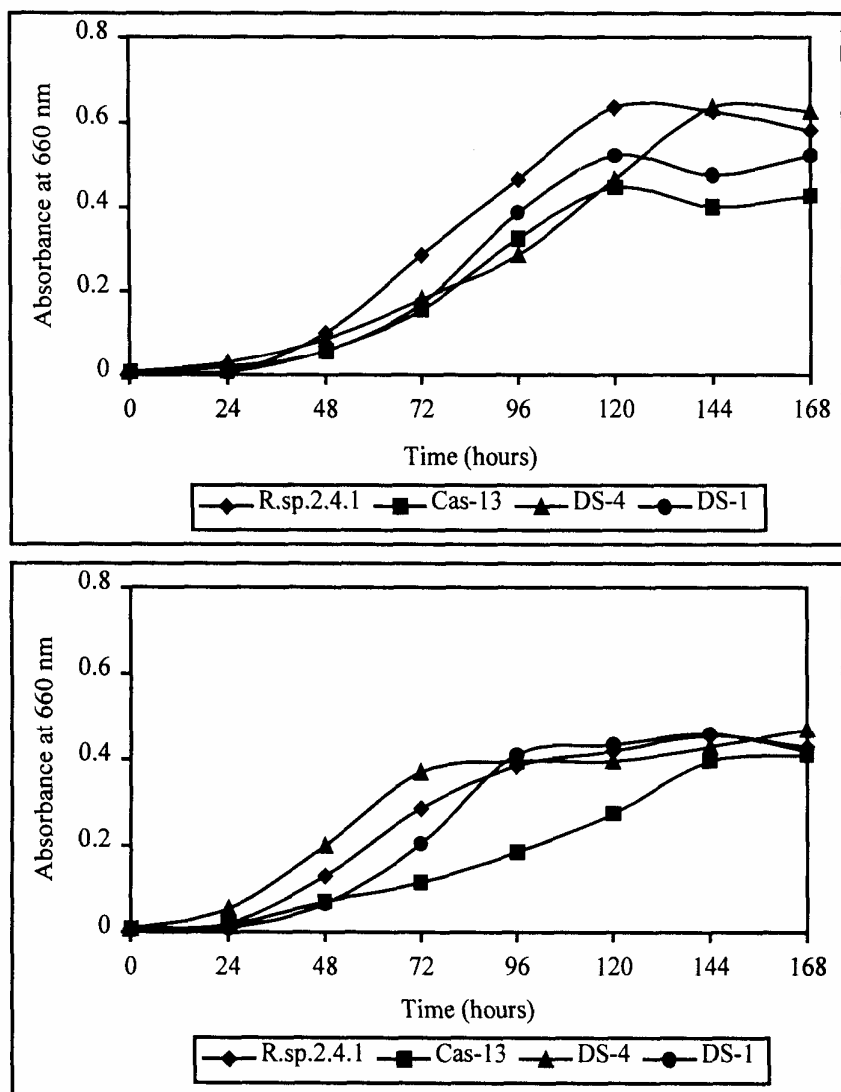 0.8
0.6
0.4
0.2
0
Absorbance at 660 nm
0 24 48 72 96 120 144 168
Time (hours)
R.sp.2.4.1 Cas-13 DS-4 DS-1
0.8
0.6
0.4
0.2
0
Absorbance at 660 nm
0 24 48 72 96 120 144 168
Time (hours)
R.sp.2.4.1 Cas-13 DS-4 DS-1